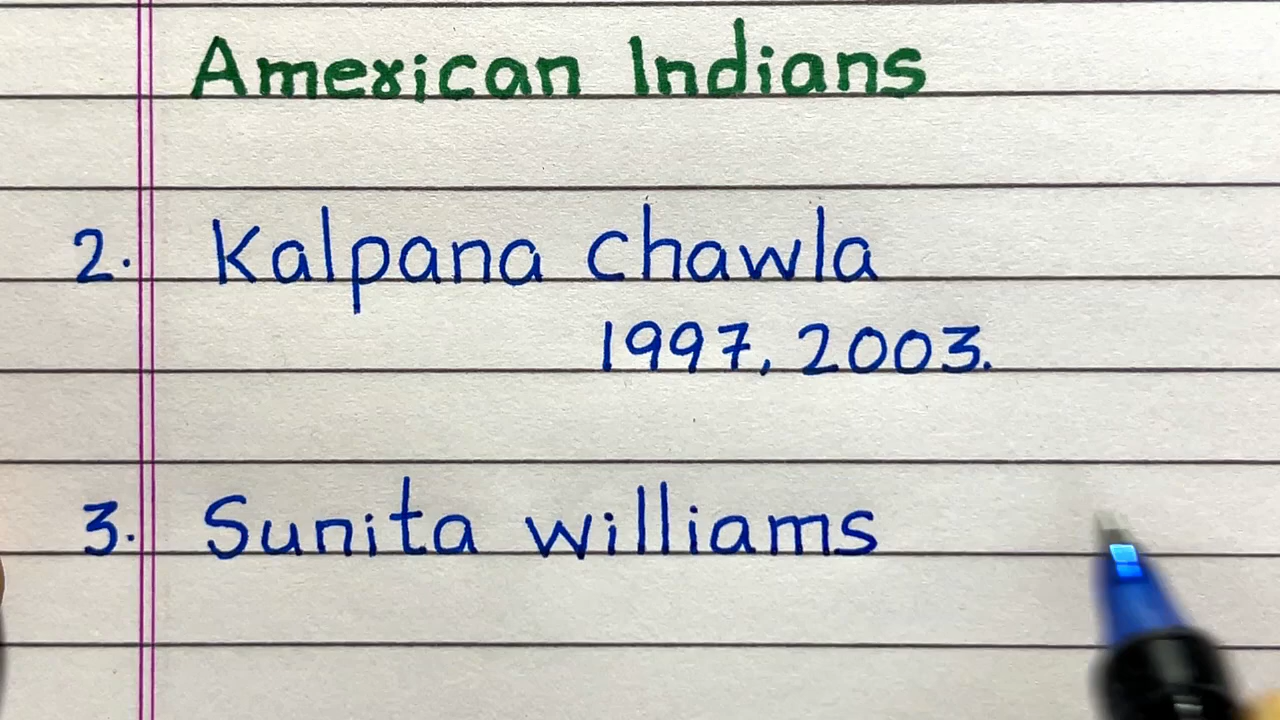 American Indians
2. Kalpana chawla
1997, 2003.
3. Sunita williams